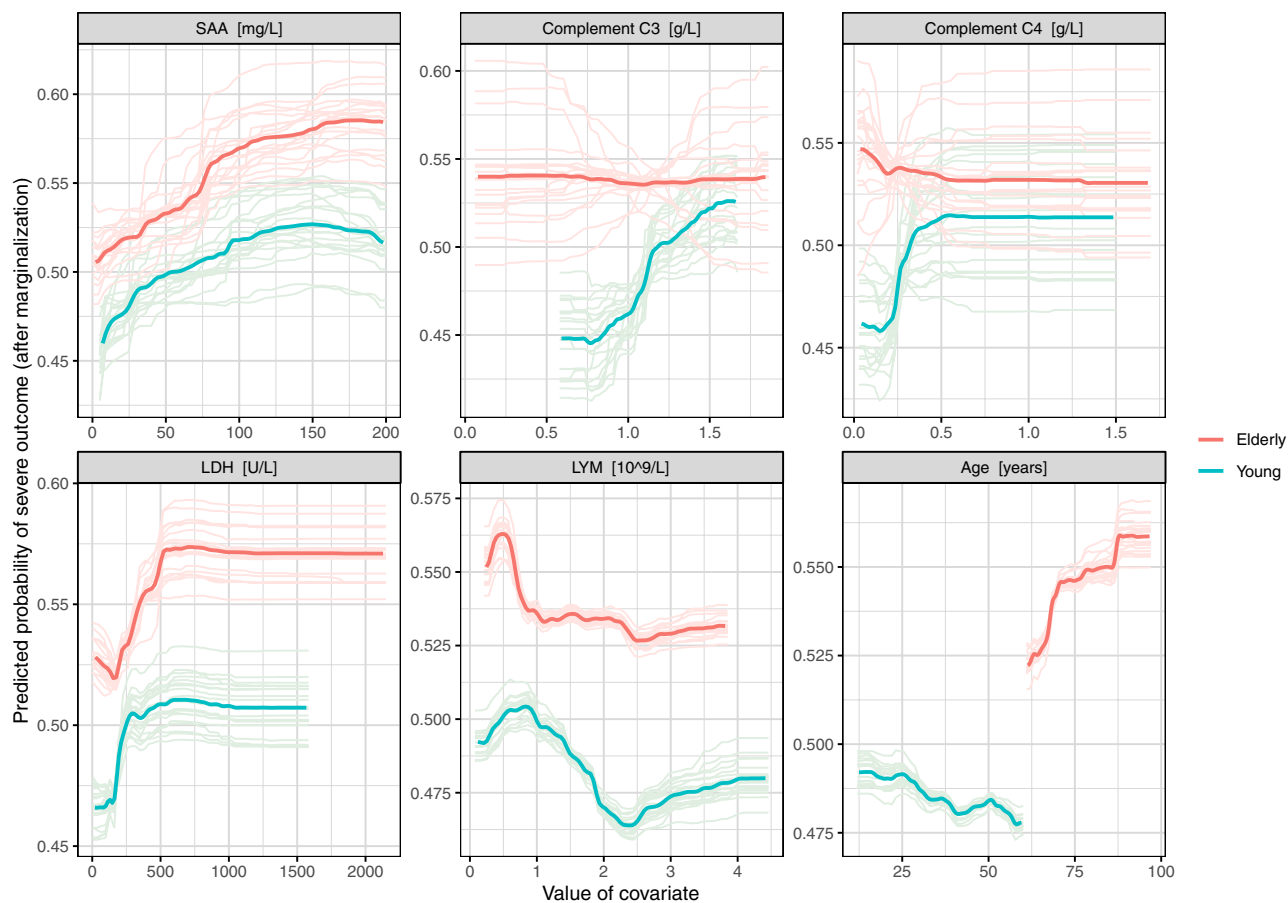 SAA [mg/L]
Complement C3 [g/L]
Complement C4 [g/L]
0.60
0.55
0.50
0.45
0 50 100 150 200
0.60
0.55
0.50
0.45
0.0 0.5 1.0 1.5
0.55
0.50
0.45
0.0 0.5 1.0 1.5
LDH [U/L]
LYM [10^9/L]
Age [years]
0.60
0.55
0.50
0.45
0 500 1000 1500 2000
0.575
0.550
0.525
0.500
0.475
0 1 2 3 4
0.550
0.525
0.500
0.475
25 50 75 100
Predicted probability of severe outcome (after marginalization)
Value of covariate
Elderly
Young